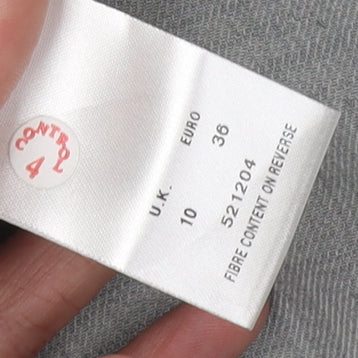 CONTROL
4
U.K. EURO
10 36
521204
FIBRE CONTENT ON REVERSE